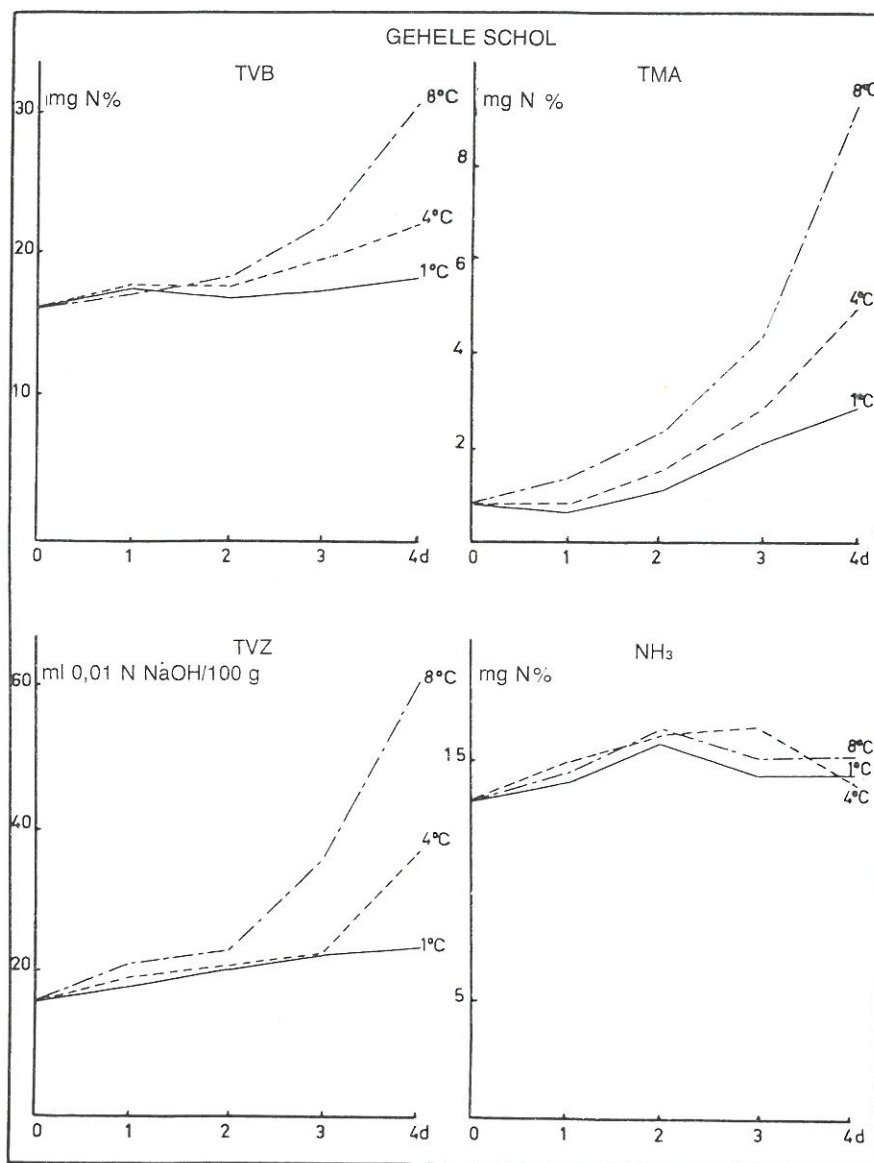 GEHELE SCHOL
TVB
mg N%
30
20
10
8°C
4°C
1°C
0 1 2 3 4d
TMA
mg N %
8
6
4
2
8°C
4°C
1°C
0 1 2 3 4d
TVZ
ml 0,01 N NaOH/100 g
60
40
20
8°C
4°C
1°C
0 1 2 3 4d
NH₃
mg N%
15
5
8°C
1°C
4°C
0 1 2 3 4d